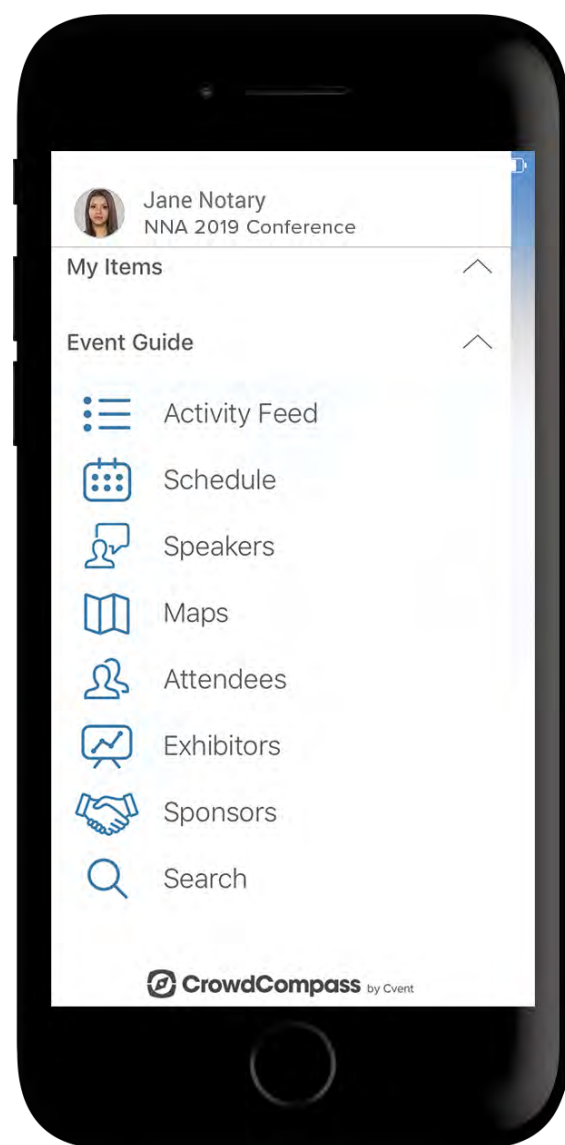 Jane Notary
NNA 2019 Conference
My Items
Event Guide
Activity Feed
Schedule
Speakers
Maps
Attendees
Exhibitors
Sponsors
Search
CrowdCompass by Cvent